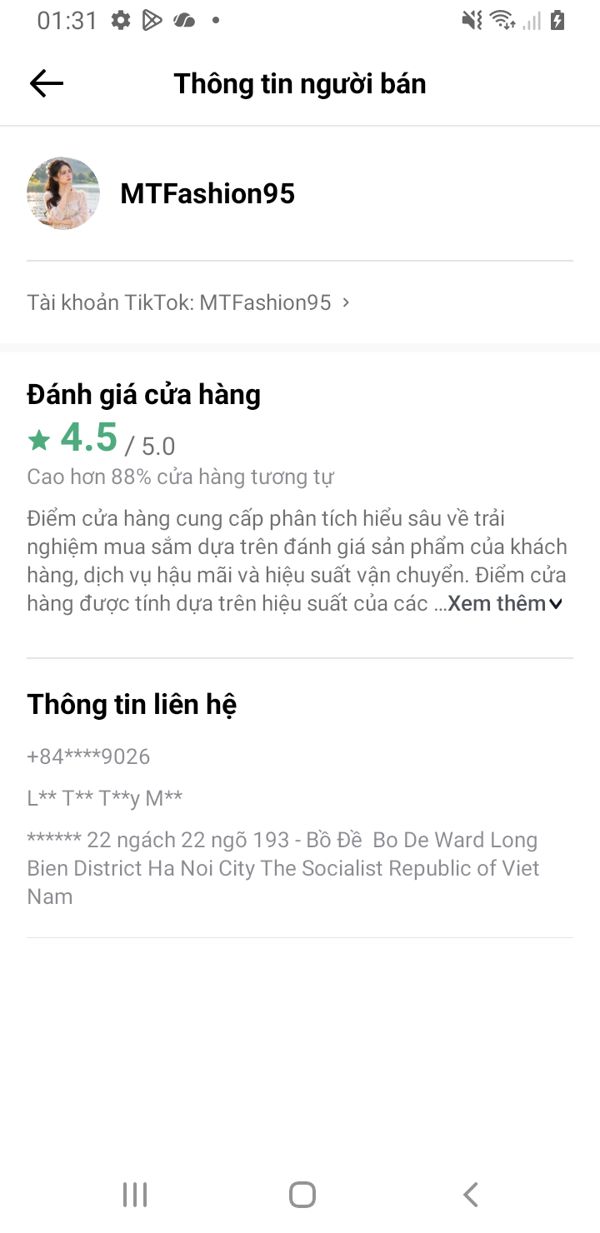 01:31
Thông tin người bán
MTFashion95
Tài khoản TikTok: MTFashion95 >
Đánh giá cửa hàng
4.5 / 5.0
Cao hơn 88% cửa hàng tương tự
Điểm cửa hàng cung cấp phân tích hiểu sâu về trải
nghiệm mua sắm dựa trên đánh giá sản phẩm của khách
hàng, dịch vụ hậu mãi và hiệu suất vận chuyển. Điểm cửa
hàng được tính dựa trên hiệu suất của các ...Xem thêm
Thông tin liên hệ
+84****9026
L** T** T**y M**
****** 22 ngách 22 ngõ 193 - Bồ Đề  Bo De Ward Long
Bien District Ha Noi City The Socialist Republic of Viet
Nam